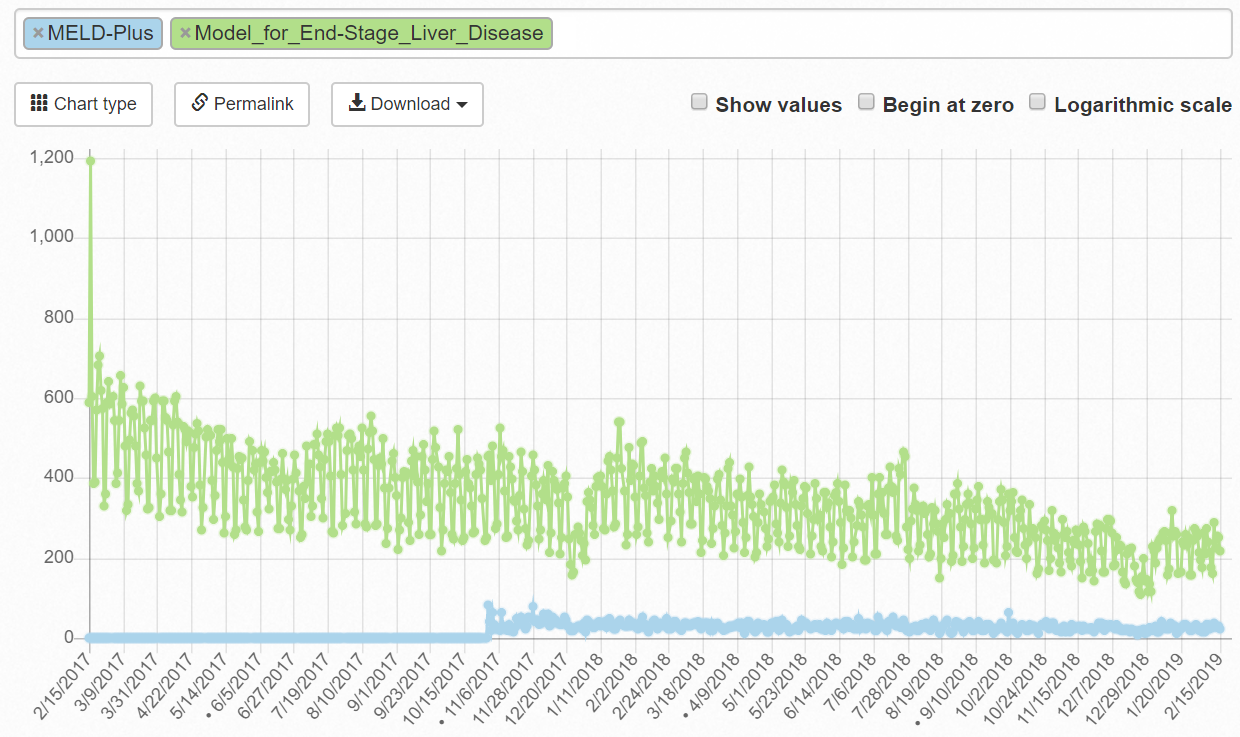 ×MELD-Plus ×Model_for_End-Stage_Liver_Disease
Chart type Permalink Download Show values Begin at zero Logarithmic scale
1,200
1,000
800
600
400
200
0
2/15/2017 3/9/2017 3/31/2017 4/22/2017 5/14/2017 6/5/2017 6/27/2017 7/19/2017 8/10/2017 9/1/2017 9/23/2017 10/15/2017 11/6/2017 11/28/2017 12/20/2017 1/11/2018 2/2/2018 2/24/2018 3/18/2018 4/9/2018 5/1/2018 5/23/2018 6/14/2018 7/6/2018 7/28/2018 8/19/2018 9/10/2018 10/2/2018 10/24/2018 11/15/2018 12/7/2018 12/29/2018 1/20/2019 2/15/2019